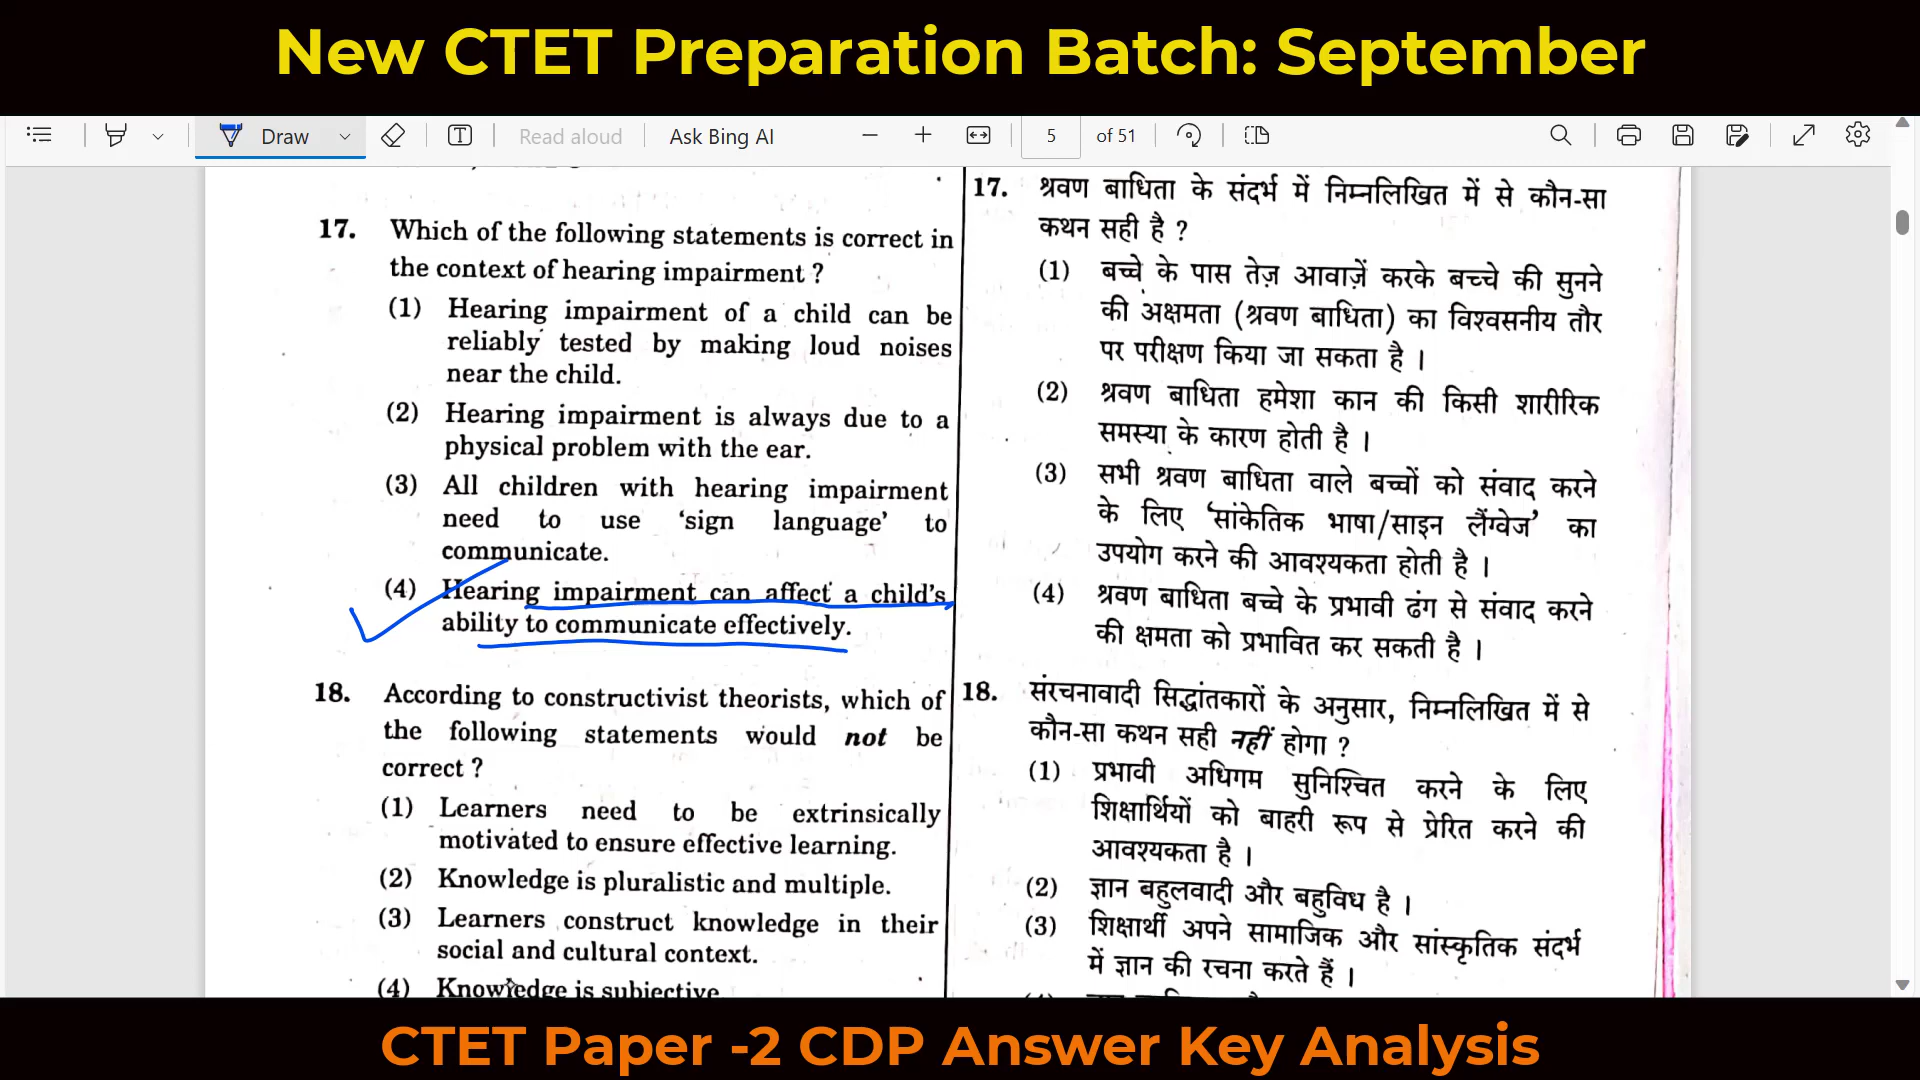 New CTET Preparation Batch: September
Draw
Read aloud
Ask Bing AI
5
of 51
17. Which of the following statements is correct in
the context of hearing impairment ?
(1) Hearing impairment of a child can be
reliably tested by making loud noises
near the child.
(2) Hearing impairment is always due to a
physical problem with the ear.
(3) All children with hearing impairment
need to use ‘sign language’ to
communicate.
(4) Hearing impairment can affect a child’s
ability to communicate effectively.
18. According to constructivist theorists, which of
the following statements would not be
correct ?
(1) Learners need to be extrinsically
motivated to ensure effective learning.
(2) Knowledge is pluralistic and multiple.
(3) Learners construct knowledge in their
social and cultural context.
(4) Knowledge is subjective
17. श्रवण बाधिता के संदर्भ में निम्नलिखित में से कौन-सा
कथन सही है ?
(1) बच्चे के पास तेज़ आवाज़ें करके बच्चे की सुनने
की अक्षमता (श्रवण बाधिता) का विश्वसनीय तौर
पर परीक्षण किया जा सकता है ।
(2) श्रवण बाधिता हमेशा कान की किसी शारीरिक
समस्या के कारण होती है ।
(3) सभी श्रवण बाधिता वाले बच्चों को संवाद करने
के लिए ‘सांकेतिक भाषा/साइन लैंग्वेज’ का
उपयोग करने की आवश्यकता होती है ।
(4) श्रवण बाधिता बच्चे के प्रभावी ढंग से संवाद करने
की क्षमता को प्रभावित कर सकती है ।
18. संरचनावादी सिद्धांतकारों के अनुसार, निम्नलिखित में से
कौन-सा कथन सही नहीं होगा ?
(1) प्रभावी अधिगम सुनिश्चित करने के लिए
शिक्षार्थियों को बाहरी रूप से प्रेरित करने की
आवश्यकता है ।
(2) ज्ञान बहुलवादी और बहुविध है ।
(3) शिक्षार्थी अपने सामाजिक और सांस्कृतिक संदर्भ
में ज्ञान की रचना करते हैं ।
CTET Paper -2 CDP Answer Key Analysis